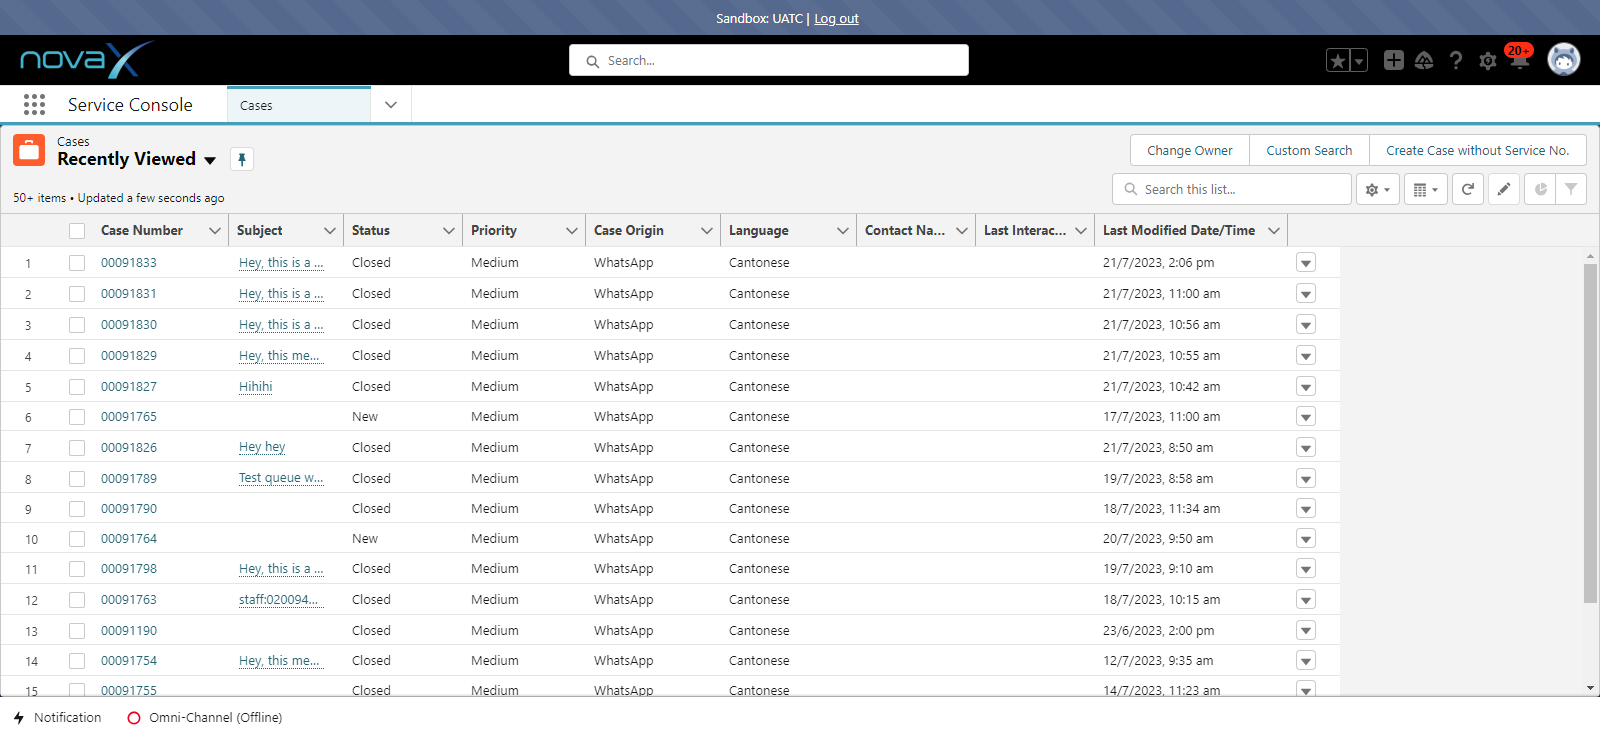 Sandbox: UATC | Log out
novaX
Search...
20+
Service Console
Cases
Cases
Recently Viewed
Change Owner
Custom Search
Create Case without Service No.
50+ items • Updated a few seconds ago
Search this list...
Case Number Subject Status Priority Case Origin Language Contact Na... Last Interac... Last Modified Date/Time
1 00091833 Hey, this is a ... Closed Medium WhatsApp Cantonese 21/7/2023, 2:06 pm
2 00091831 Hey, this is a ... Closed Medium WhatsApp Cantonese 21/7/2023, 11:00 am
3 00091830 Hey, this is a ... Closed Medium WhatsApp Cantonese 21/7/2023, 10:56 am
4 00091829 Hey, this me... Closed Medium WhatsApp Cantonese 21/7/2023, 10:55 am
5 00091827 Hihihi Closed Medium WhatsApp Cantonese 21/7/2023, 10:42 am
6 00091765 New Medium WhatsApp Cantonese 17/7/2023, 11:00 am
7 00091826 Hey hey Closed Medium WhatsApp Cantonese 21/7/2023, 8:50 am
8 00091789 Test queue w... Closed Medium WhatsApp Cantonese 19/7/2023, 8:58 am
9 00091790 Closed Medium WhatsApp Cantonese 18/7/2023, 11:34 am
10 00091764 New Medium WhatsApp Cantonese 20/7/2023, 9:50 am
11 00091798 Hey, this is a ... Closed Medium WhatsApp Cantonese 19/7/2023, 9:10 am
12 00091763 staff:020094... Closed Medium WhatsApp Cantonese 18/7/2023, 10:15 am
13 00091190 Closed Medium WhatsApp Cantonese 23/6/2023, 2:00 pm
14 00091754 Hey, this me... Closed Medium WhatsApp Cantonese 12/7/2023, 9:35 am
15 00091755 Closed Medium WhatsApp Cantonese 14/7/2023, 11:23 am
Notification
Omni-Channel (Offline)